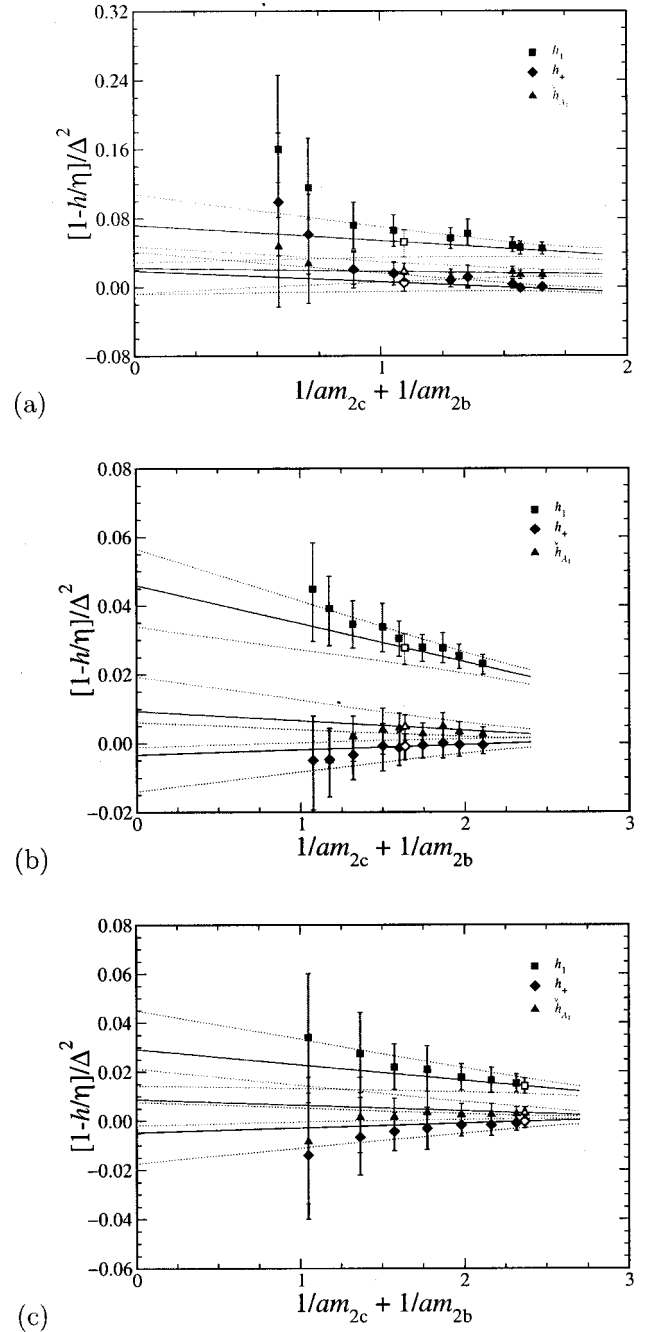 0.32
0.24
0.16
0.08
0.00
−0.08
[1-h/η]/Δ²
h₁
h₊
ȟ_A₁
0
1
2
1/am₂c + 1/am₂b
(a)
0.08
0.06
0.04
0.02
0.00
−0.02
[1-h/η]/Δ²
h₁
h₊
ȟ_A₁
0
1
2
3
1/am₂c + 1/am₂b
(b)
0.08
0.06
0.04
0.02
0.00
−0.02
−0.04
−0.06
[1-h/η]/Δ²
h₁
h₊
ȟ_A₁
0
1
2
3
1/am₂c + 1/am₂b
(c)